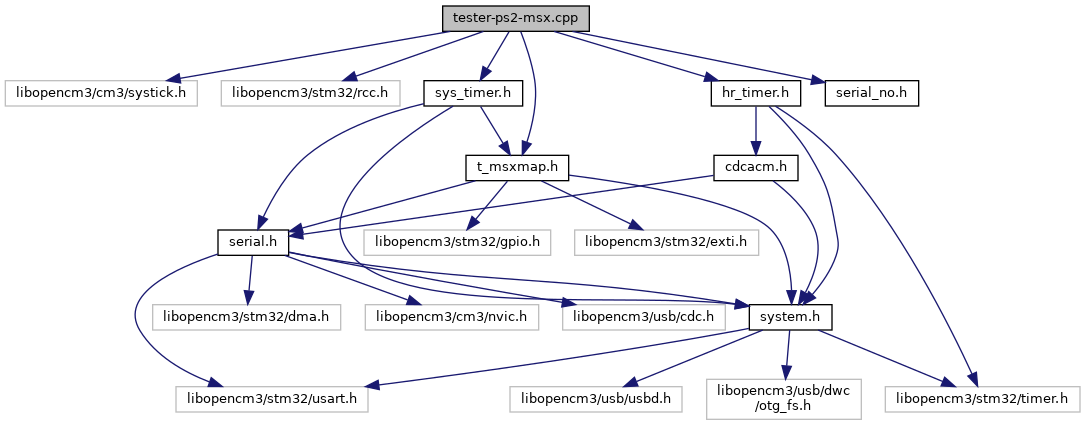 tester-ps2-msx.cpp
libopencm3/cm3/systick.h
libopencm3/stm32/rcc.h
sys_timer.h
hr_timer.h
serial_no.h
t_msxmap.h
cdcacm.h
serial.h
libopencm3/stm32/gpio.h
libopencm3/stm32/exti.h
libopencm3/stm32/dma.h
libopencm3/cm3/nvic.h
libopencm3/usb/cdc.h
system.h
libopencm3/stm32/usart.h
libopencm3/usb/usbd.h
libopencm3/usb/dwc
/otg_fs.h
libopencm3/stm32/timer.h